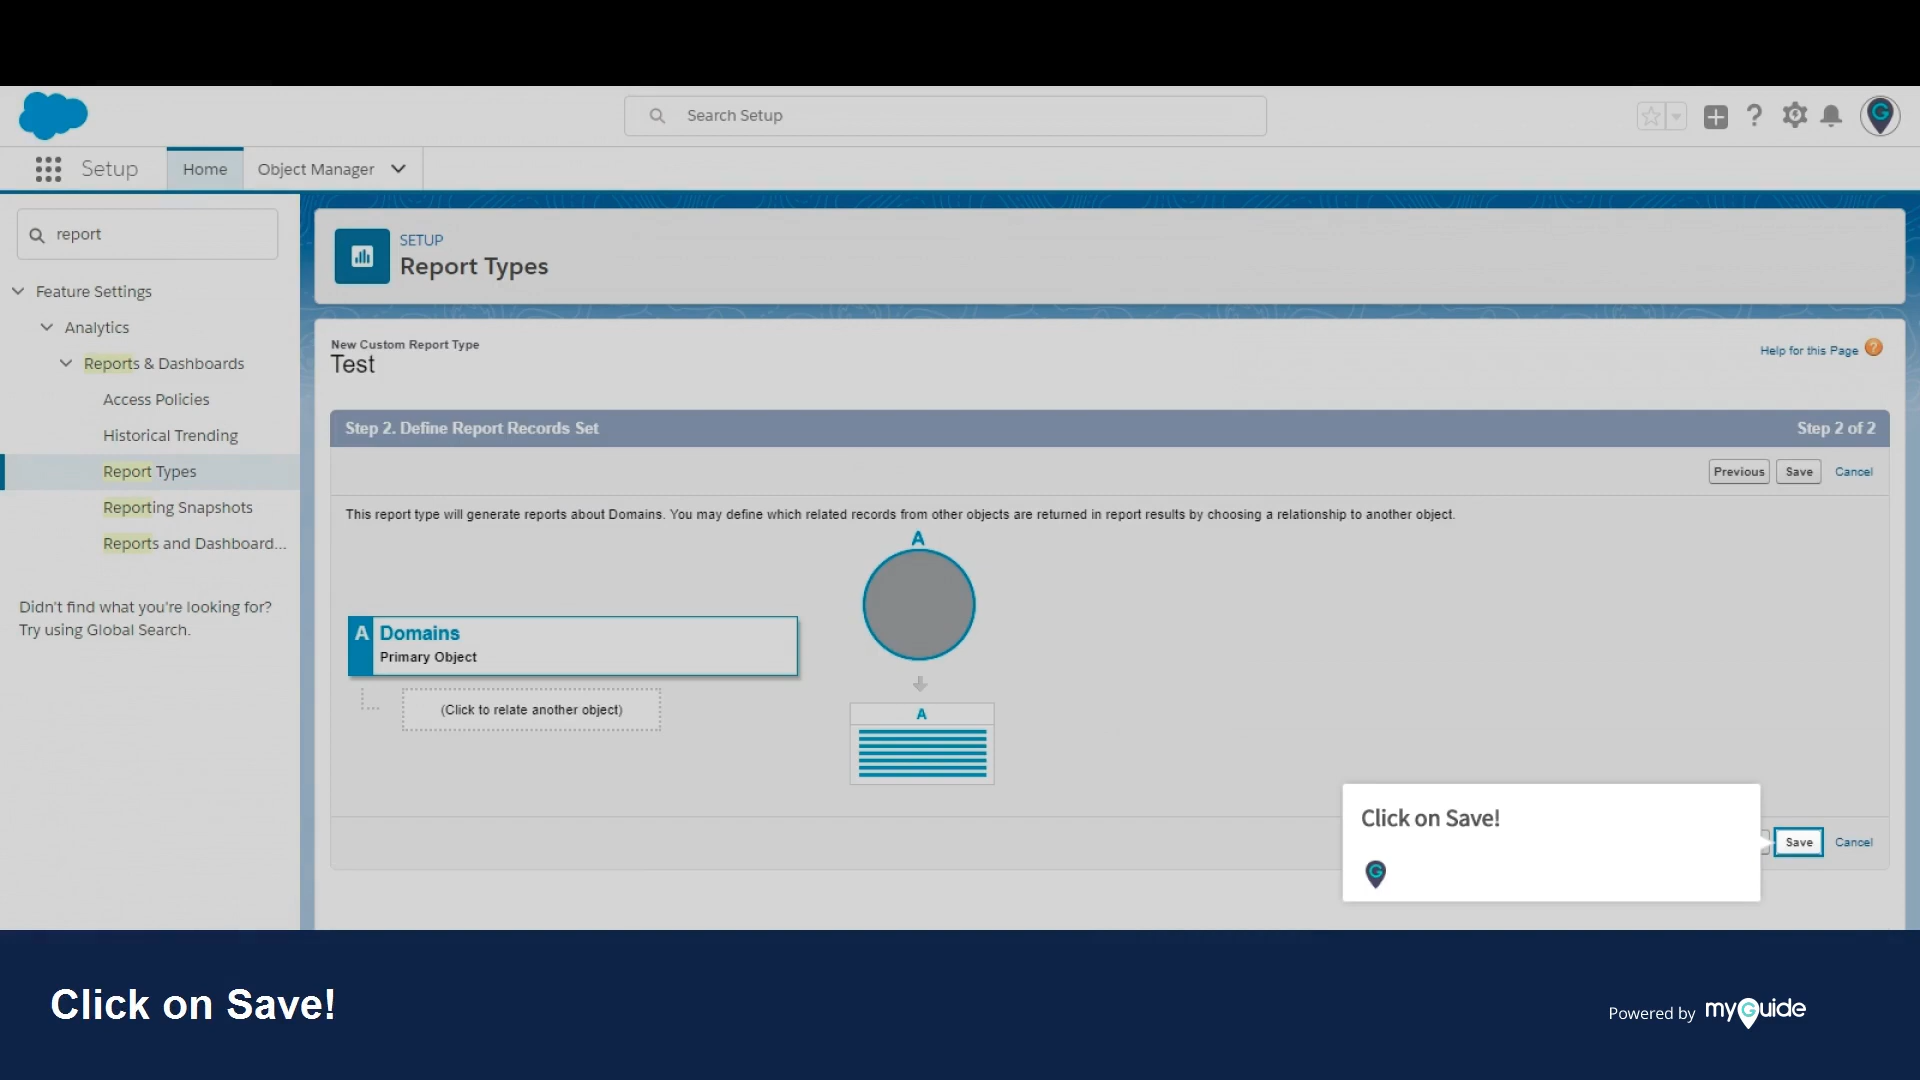 Search Setup
Setup
Home
Object Manager
report
Feature Settings
Analytics
Reports & Dashboards
Access Policies
Historical Trending
Report Types
Reporting Snapshots
Reports and Dashboard...
Didn't find what you're looking for?
Try using Global Search.
SETUP
Report Types
New Custom Report Type
Test
Help for this Page ?
Step 2. Define Report Records Set
Step 2 of 2
Previous
Save
Cancel
This report type will generate reports about Domains. You may define which related records from other objects are returned in report results by choosing a relationship to another object.
A
A Domains
Primary Object
(Click to relate another object)
A
Click on Save!
G
Save
Cancel
Click on Save!
Powered by myGuide